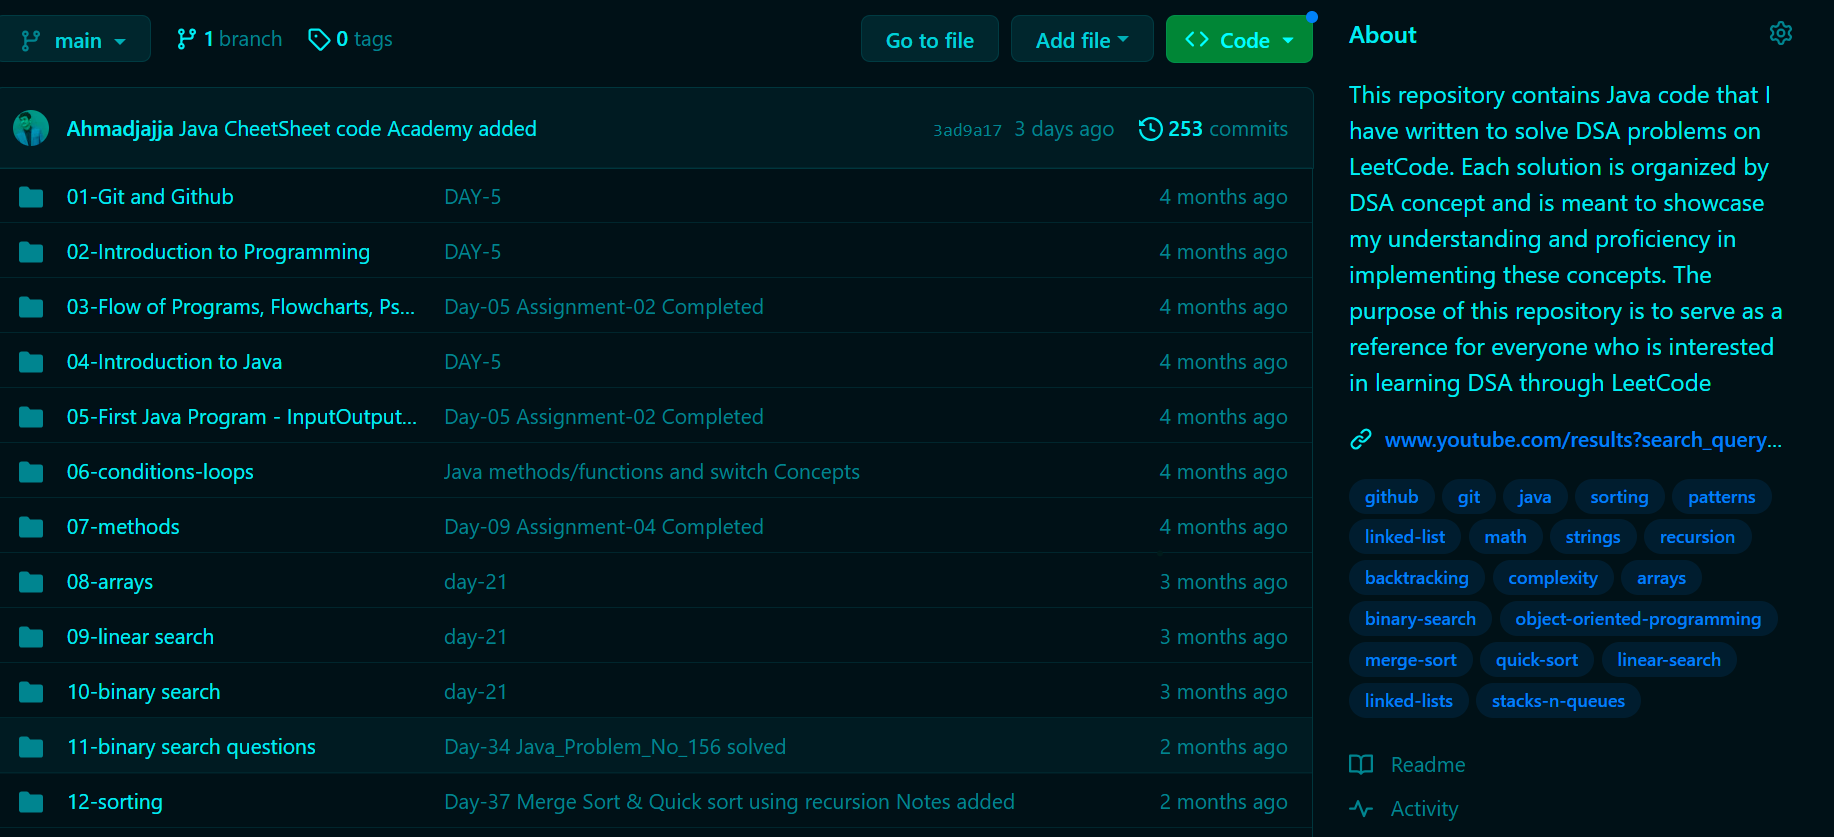 main
1 branch
0 tags
Go to file
Add file
Code
Ahmadjajja Java CheetSheet code Academy added
3ad9a17 3 days ago
253 commits
01-Git and Github DAY-5 4 months ago
02-Introduction to Programming DAY-5 4 months ago
03-Flow of Programs, Flowcharts, Ps... Day-05 Assignment-02 Completed 4 months ago
04-Introduction to Java DAY-5 4 months ago
05-First Java Program - InputOutput... Day-05 Assignment-02 Completed 4 months ago
06-conditions-loops Java methods/functions and switch Concepts 4 months ago
07-methods Day-09 Assignment-04 Completed 4 months ago
08-arrays day-21 3 months ago
09-linear search day-21 3 months ago
10-binary search day-21 3 months ago
11-binary search questions Day-34 Java_Problem_No_156 solved 2 months ago
12-sorting Day-37 Merge Sort & Quick sort using recursion Notes added 2 months ago
About
This repository contains Java code that I
have written to solve DSA problems on
LeetCode. Each solution is organized by
DSA concept and is meant to showcase
my understanding and proficiency in
implementing these concepts. The
purpose of this repository is to serve as a
reference for everyone who is interested
in learning DSA through LeetCode
www.youtube.com/results?search_query...
github git java sorting patterns
linked-list math strings recursion
backtracking complexity arrays
binary-search object-oriented-programming
merge-sort quick-sort linear-search
linked-lists stacks-n-queues
Readme
Activity